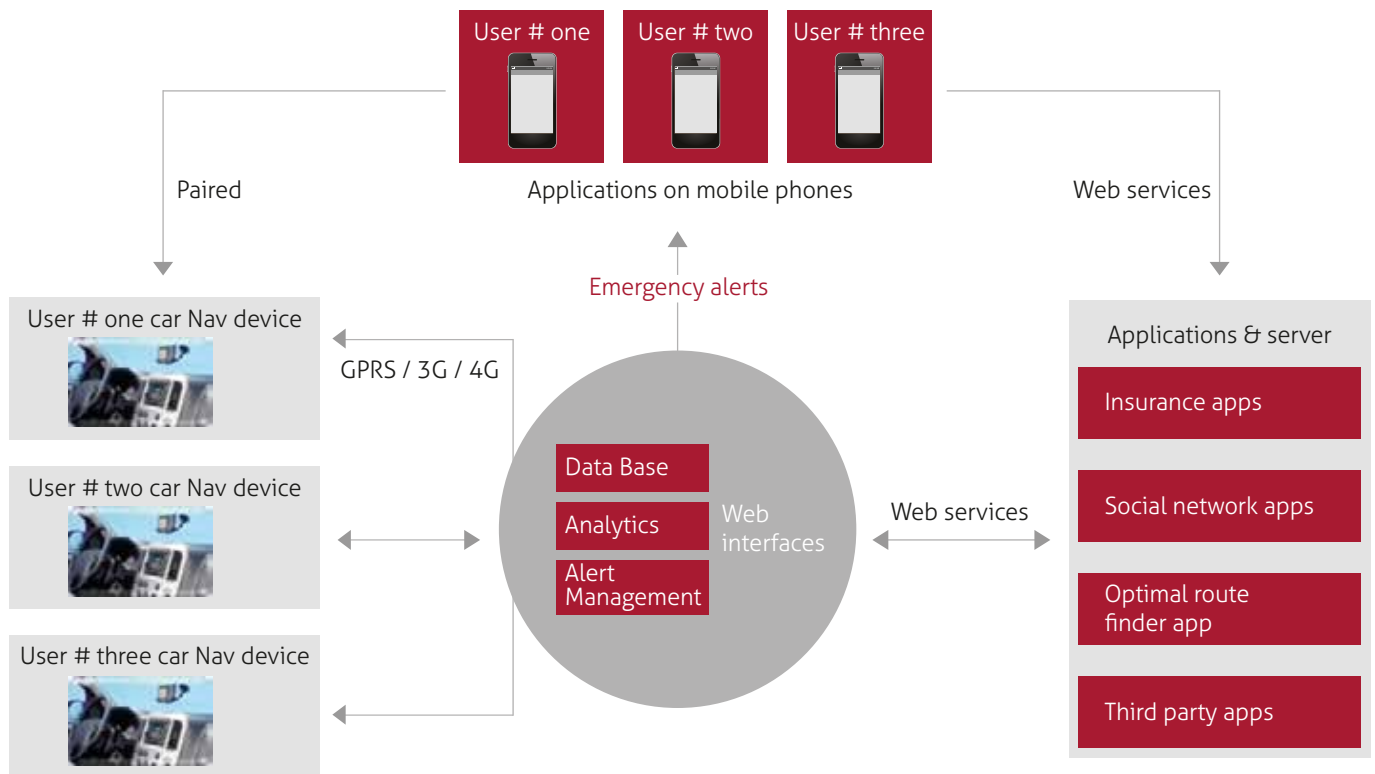 User # one
User # two
User # three
Paired
Applications on mobile phones
Web services
Emergency alerts
User # one car Nav device
GPRS / 3G / 4G
User # two car Nav device
User # three car Nav device
Data Base
Analytics
Alert
Management
Web
interfaces
Web services
Applications & server
Insurance apps
Social network apps
Optimal route
finder app
Third party apps